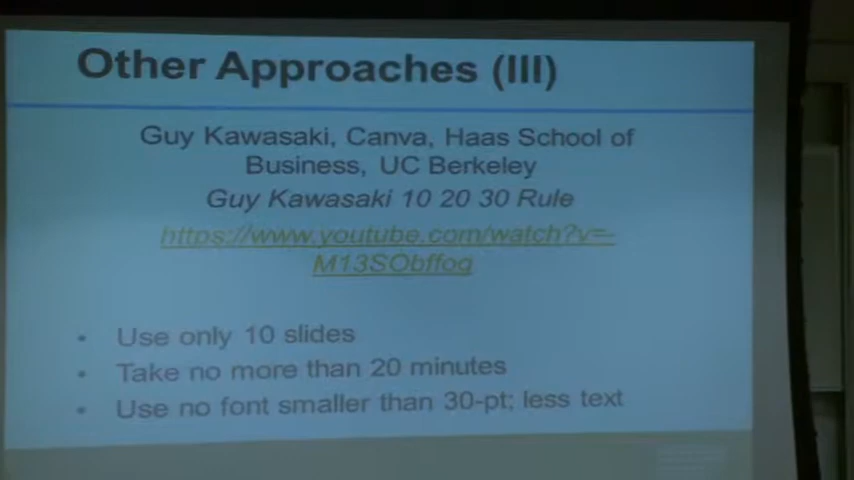 Other Approaches (III)
Guy Kawasaki, Canva, Haas School of
Business, UC Berkeley
Guy Kawasaki 10 20 30 Rule
https://www.youtube.com/watch?v=-
M13SObffog
• Use only 10 slides
• Take no more than 20 minutes
• Use no font smaller than 30-pt; less text